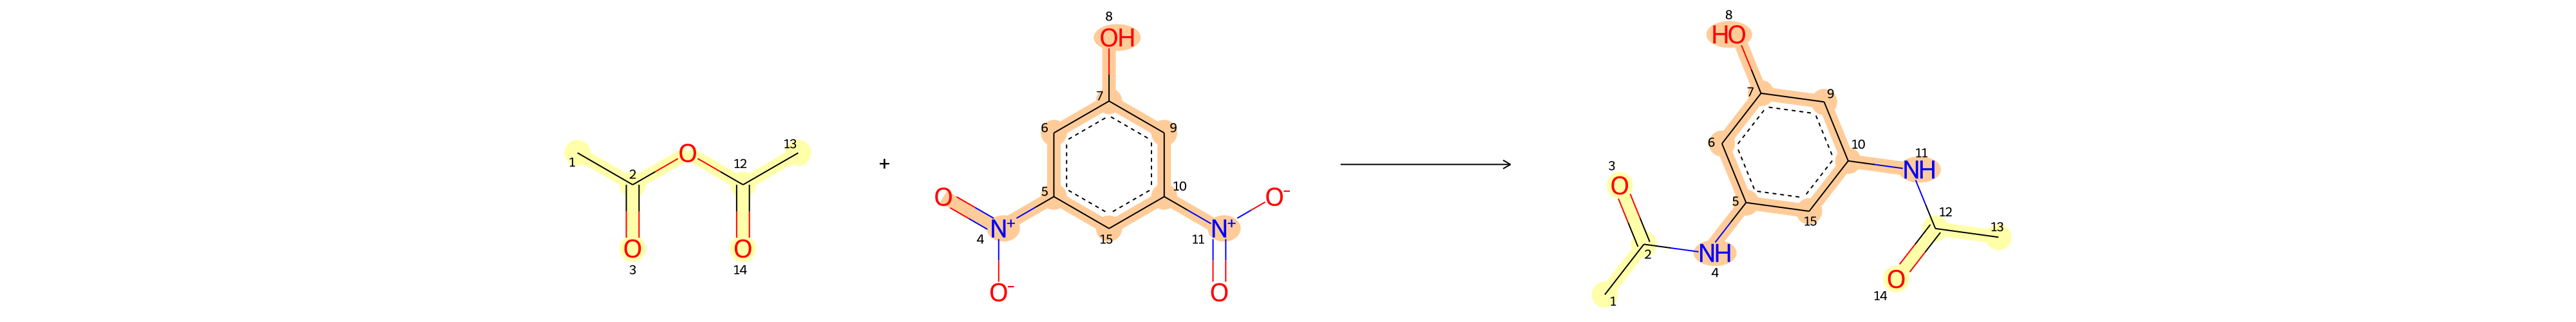 1 2 3 O 12 13 14 O O
+
8 OH 7 6 9 5 10 15 4 11 N+ O O- N+ O- O
8 HO 7 9 6 10 11 NH 5 15 3 O 2 1 NH 4 12 13 O 14